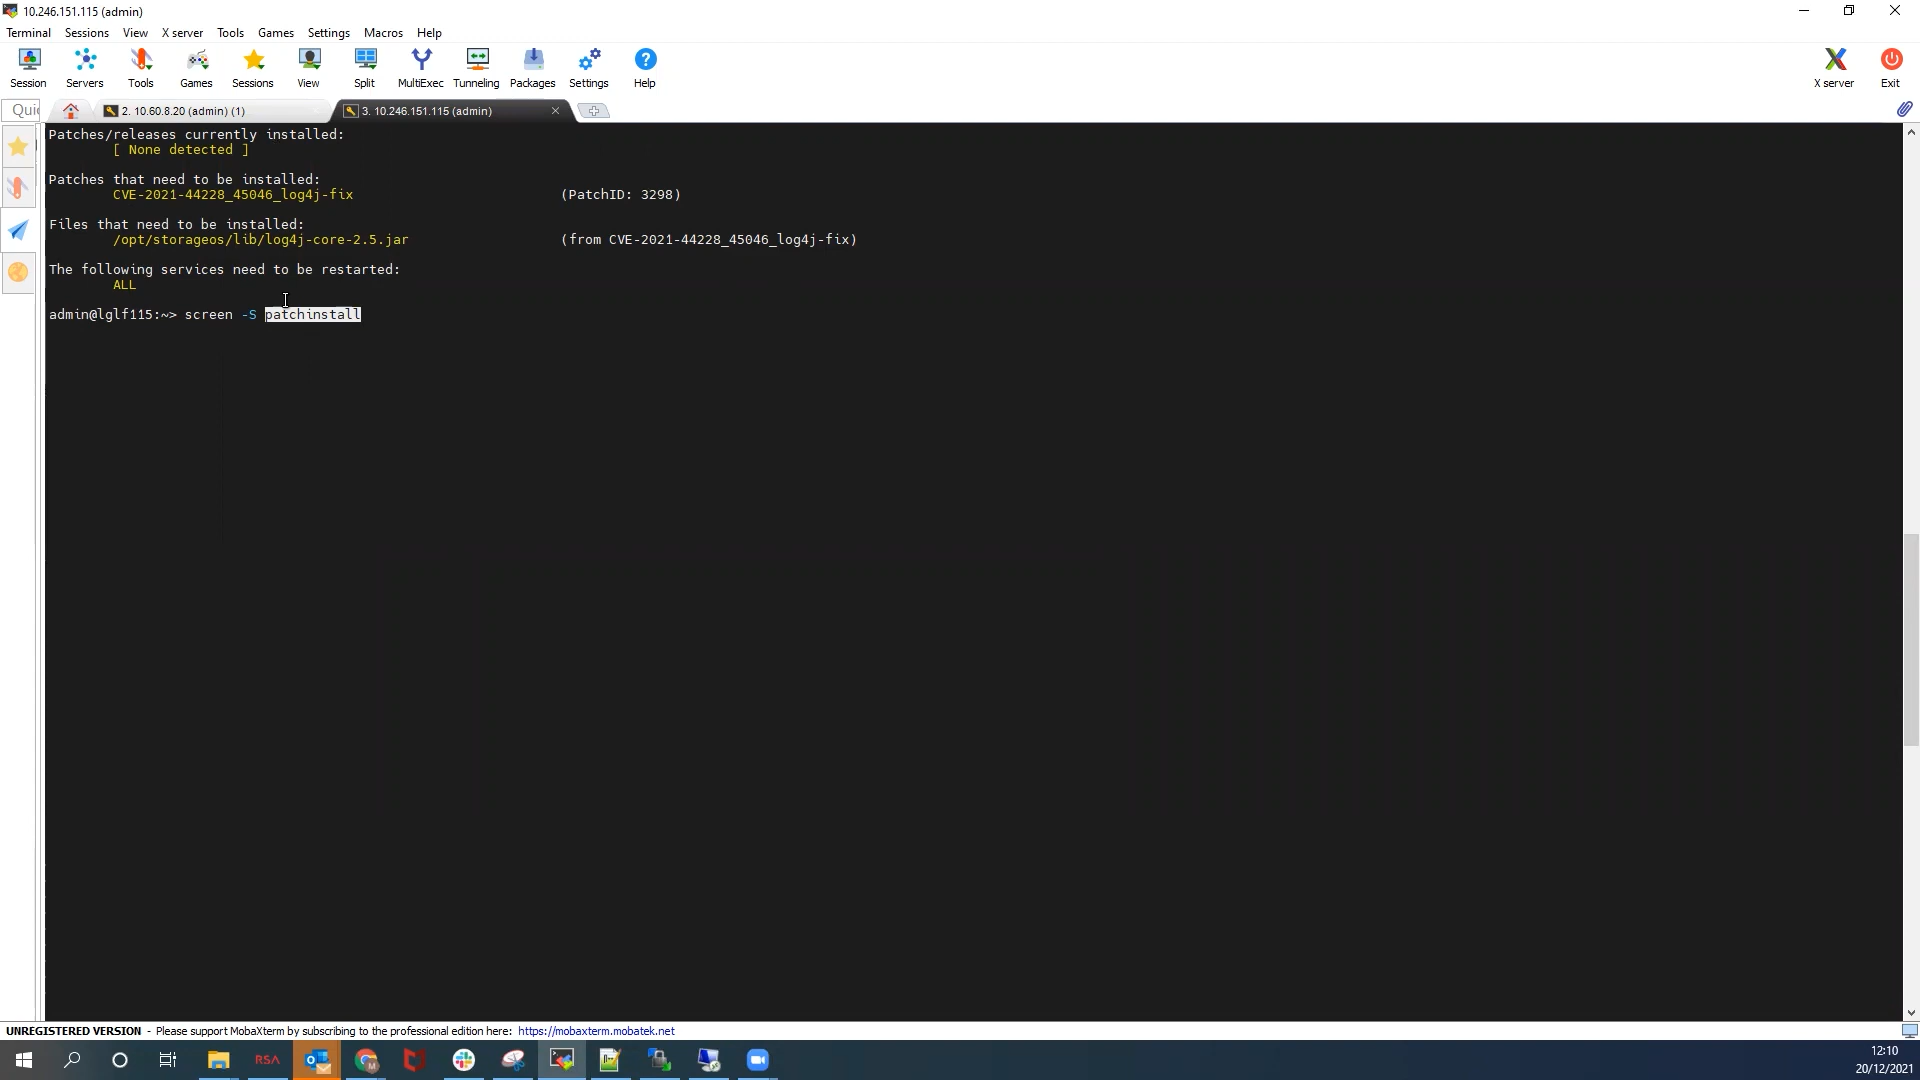 10.246.151.115 (admin)
Terminal Sessions View X server Tools Games Settings Macros Help
Session Servers Tools Games Sessions View Split MultiExec Tunneling Packages Settings Help X server Exit
Quic 2. 10.60.8.20 (admin) (1) 3. 10.246.151.115 (admin)
Patches/releases currently installed:
[ None detected ]
Patches that need to be installed:
CVE-2021-44228_45046_log4j-fix (PatchID: 3298)
Files that need to be installed:
/opt/storageos/lib/log4j-core-2.5.jar (from CVE-2021-44228_45046_log4j-fix)
The following services need to be restarted:
ALL
admin@lglf115:~> screen -S patchinstall
UNREGISTERED VERSION - Please support MobaXterm by subscribing to the professional edition here: https://mobaxterm.mobatek.net
RSA
12:10
20/12/2021